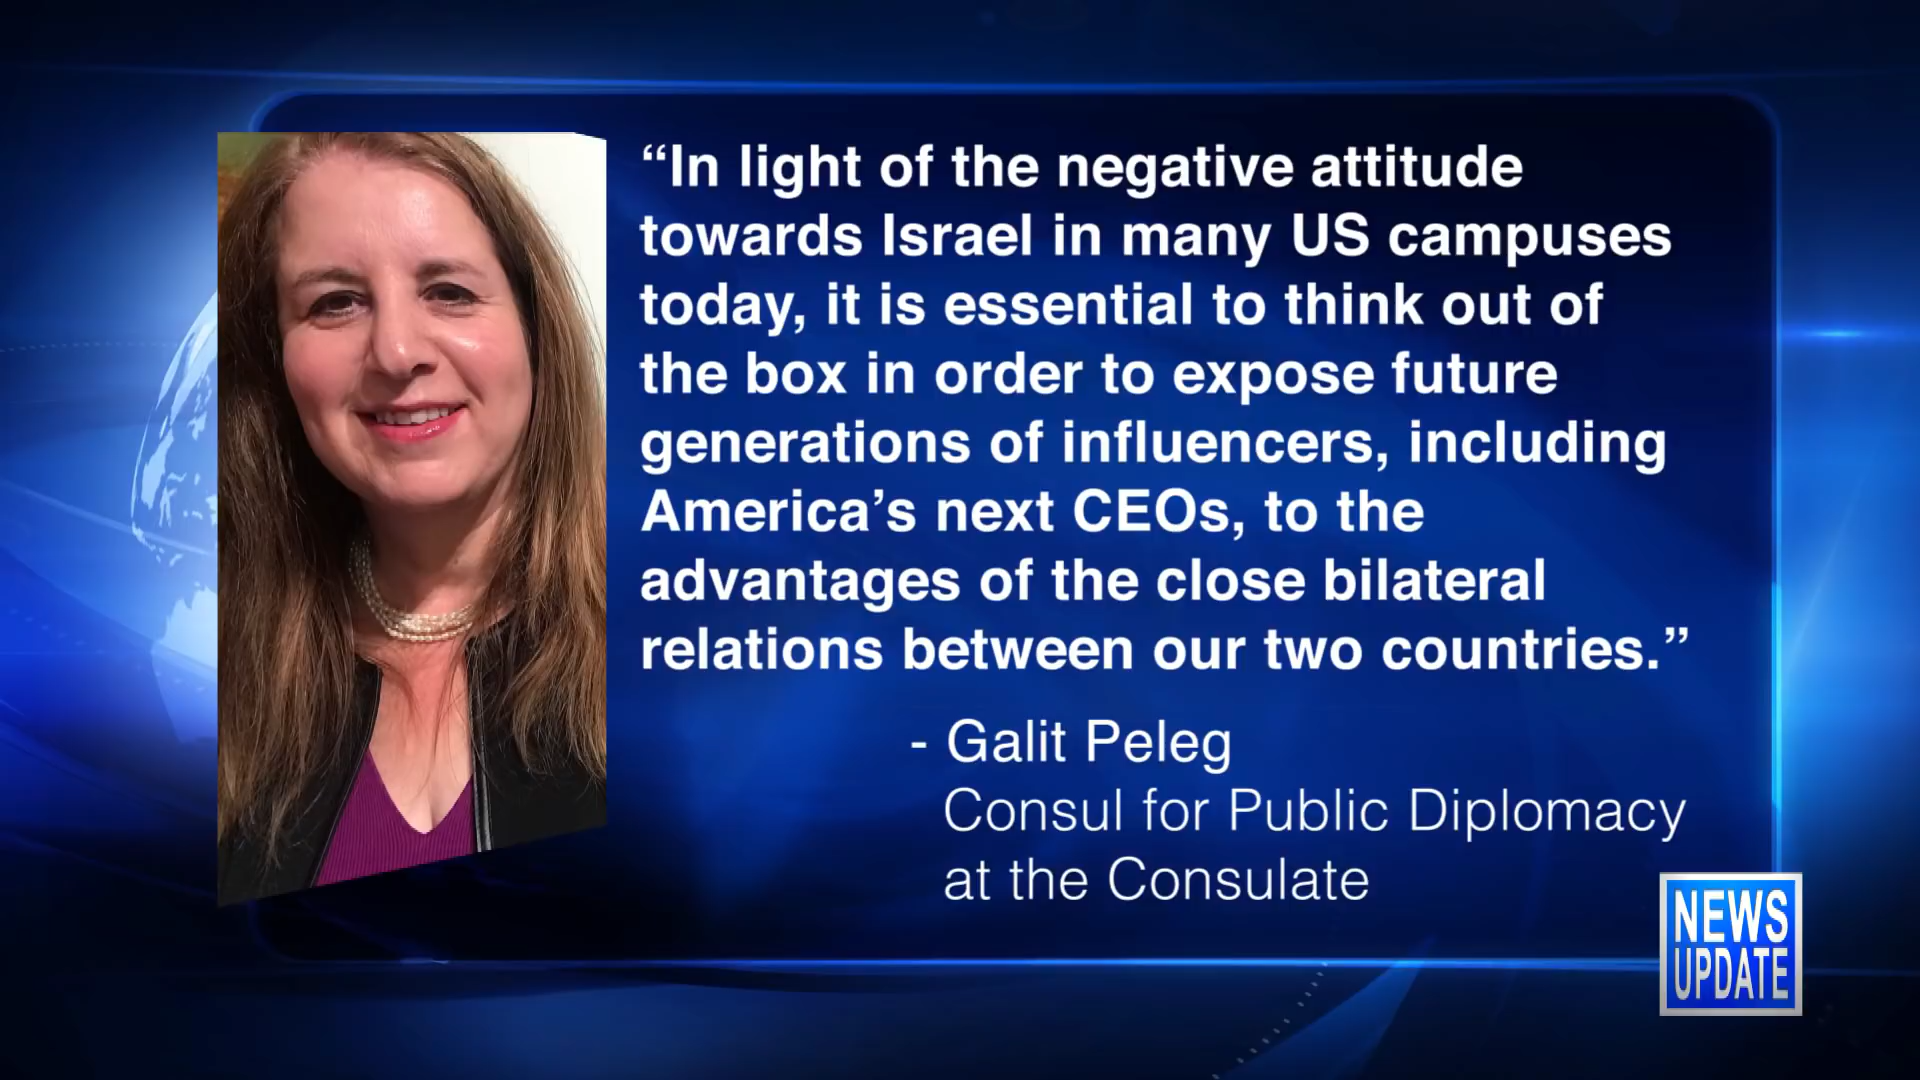 “In light of the negative attitude
towards Israel in many US campuses
today, it is essential to think out of
the box in order to expose future
generations of influencers, including
America’s next CEOs, to the
advantages of the close bilateral
relations between our two countries.”
- Galit Peleg
Consul for Public Diplomacy
at the Consulate
NEWS
UPDATE